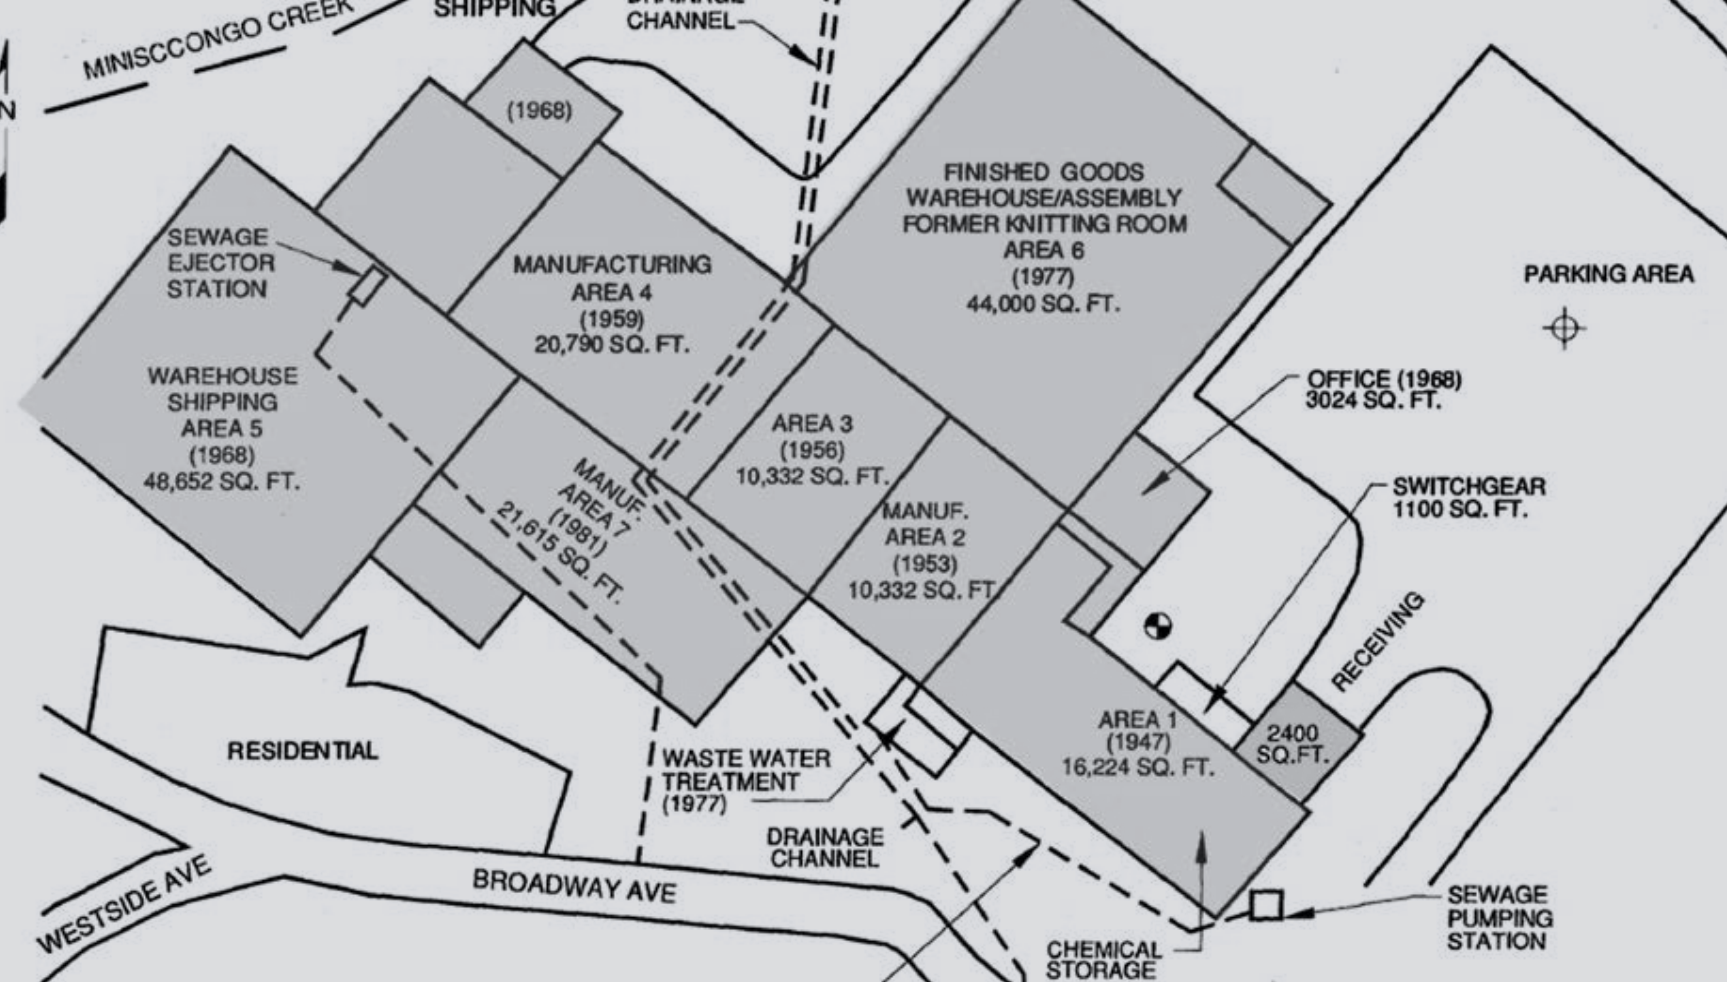 MINISCCONGO CREEK
SHIPPING
DRAINAGE
CHANNEL
N
(1968)
SEWAGE
EJECTOR
STATION
MANUFACTURING
AREA 4
(1959)
20,790 SQ. FT.
FINISHED GOODS
WAREHOUSE/ASSEMBLY
FORMER KNITTING ROOM
AREA 6
(1977)
44,000 SQ. FT.
PARKING AREA
WAREHOUSE
SHIPPING
AREA 5
(1968)
48,652 SQ. FT.
AREA 3
(1956)
10,332 SQ. FT.
OFFICE (1968)
3024 SQ. FT.
MANUF.
AREA 7
(1981)
21,615 SQ. FT.
MANUF.
AREA 2
(1953)
10,332 SQ. FT.
SWITCHGEAR
1100 SQ. FT.
RECEIVING
RESIDENTIAL
WASTE WATER
TREATMENT
(1977)
AREA 1
(1947)
16,224 SQ. FT.
2400
SQ.FT.
DRAINAGE
CHANNEL
WESTSIDE AVE
BROADWAY AVE
CHEMICAL
STORAGE
SEWAGE
PUMPING
STATION